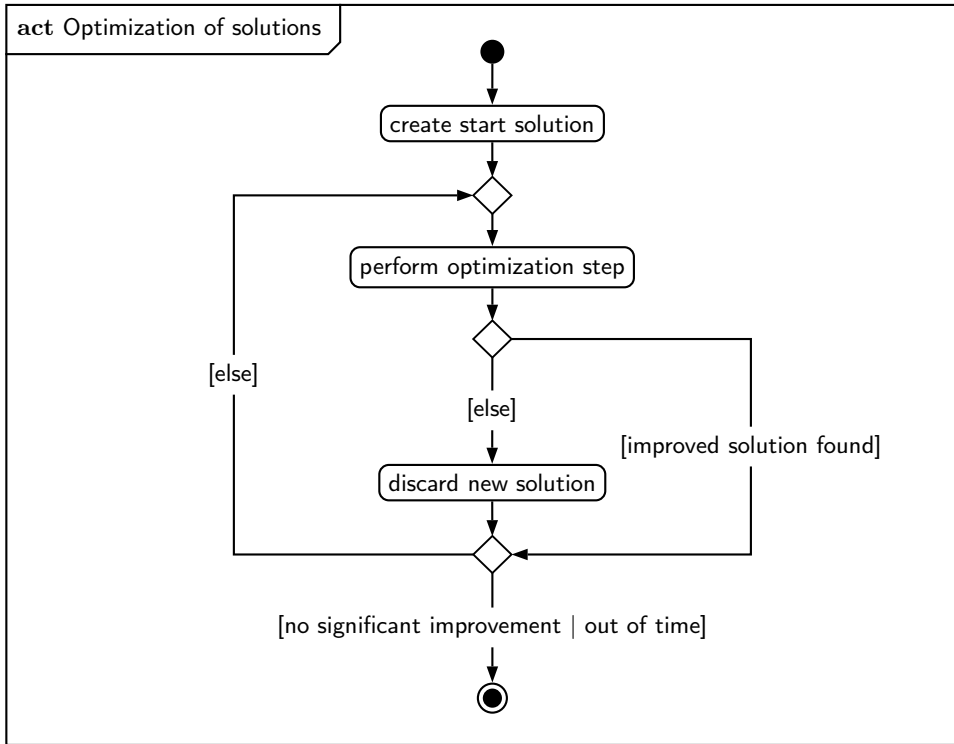 act Optimization of solutions
create start solution
perform optimization step
[else]
[else]
[improved solution found]
discard new solution
[no significant improvement | out of time]